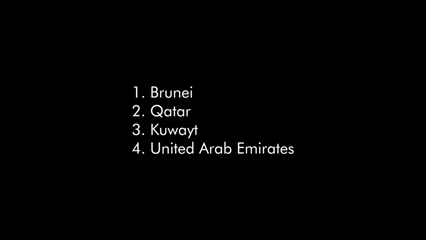 1. Brunei
2. Qatar
3. Kuwayt
4. United Arab Emirates